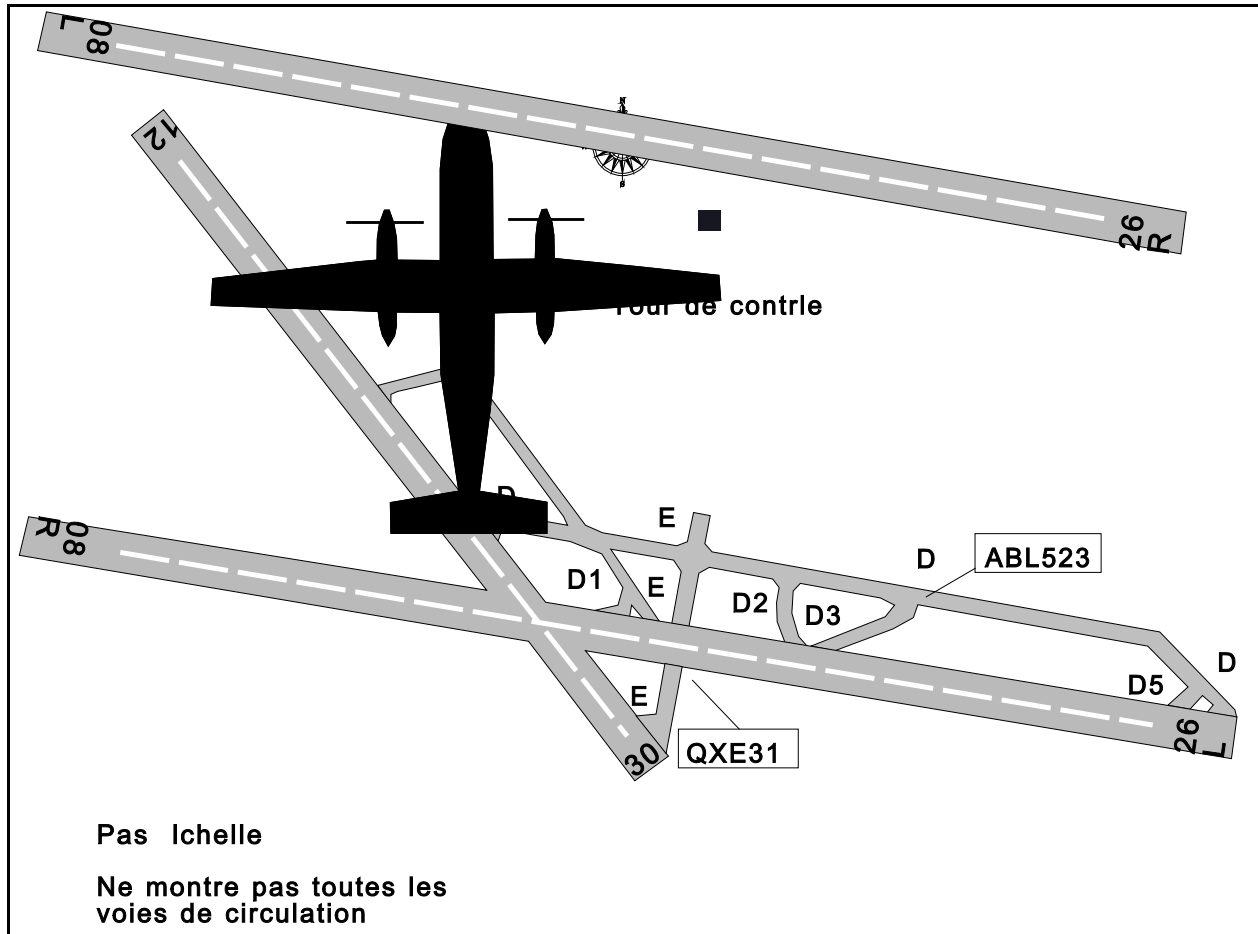 08
L
N
S
12
26
R
Tour de contrle
D
E
D
ABL523
08
R
D1
E
D2
D3
D
D5
E
26
L
QXE31
30
Pas Ichelle
Ne montre pas toutes les
voies de circulation